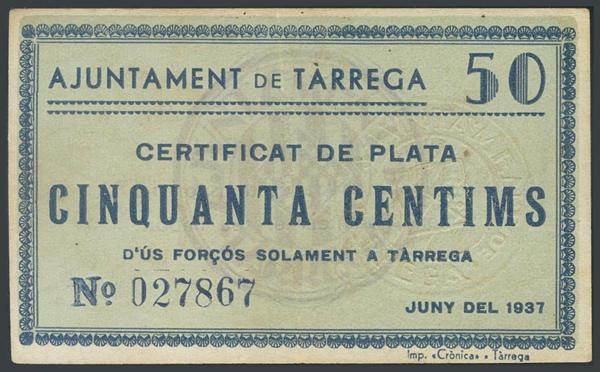 AJUNTAMENT DE TÀRREGA 50
CERTIFICAT DE PLATA
CINQUANTA CENTIMS
D'ÚS FORÇÓS SOLAMENT A TÀRREGA
Nº 027867
JUNY DEL 1937
Imp. «Crònica» - Tàrrega